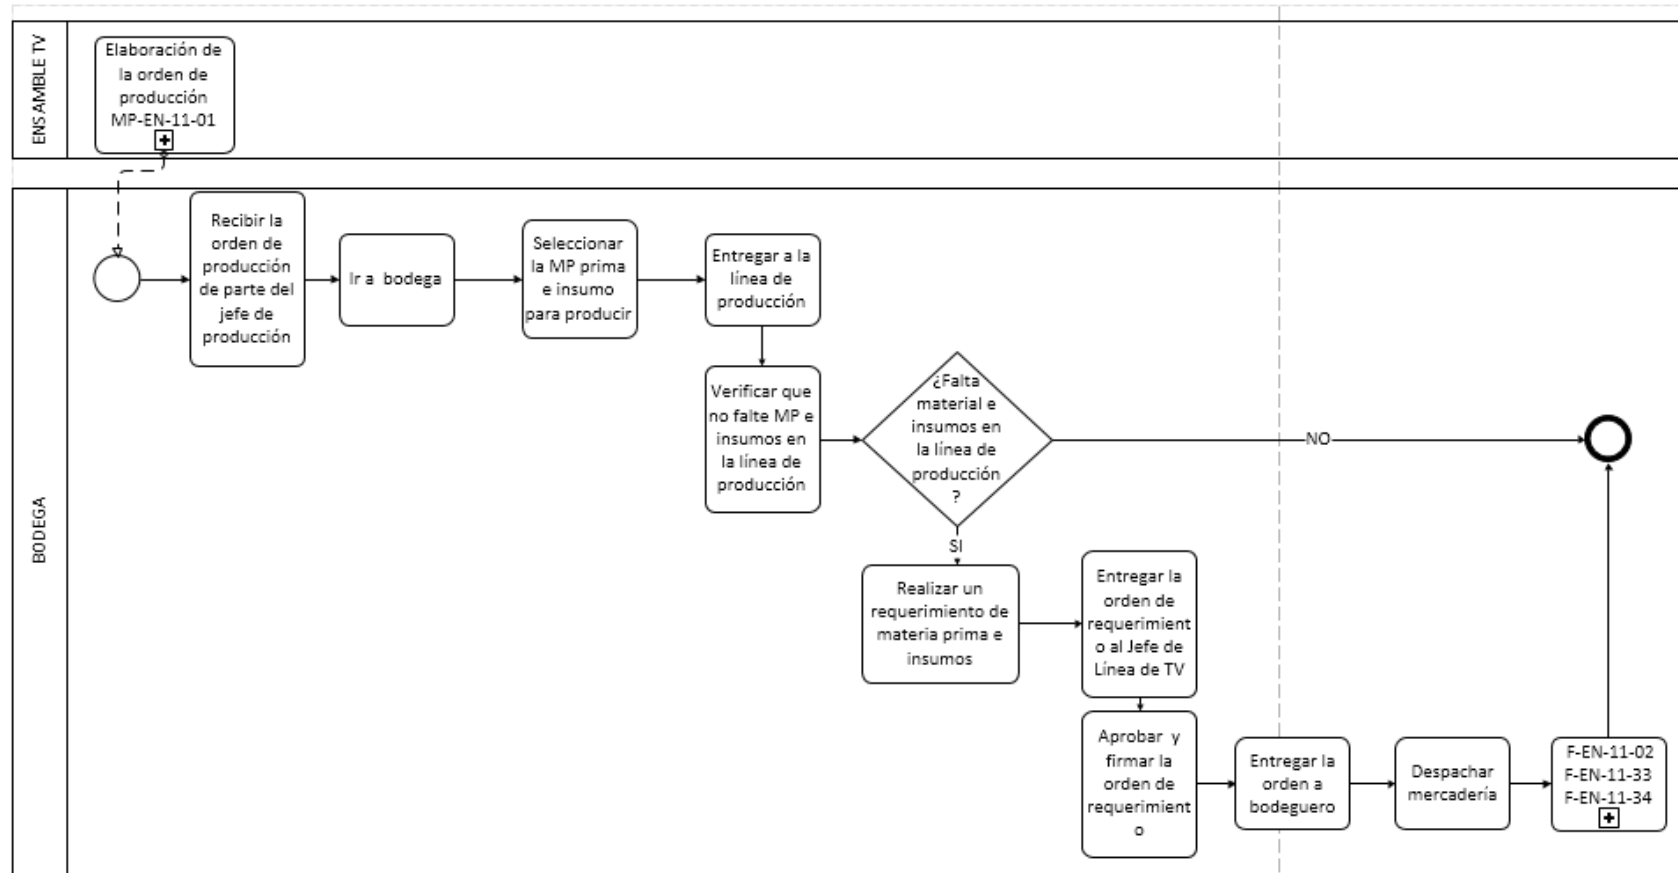 ENSAMBLE TV
Elaboración de
la orden de
producción
MP-EN-11-01
BODEGA
Recibir la
orden de
producción
de parte del
jefe de
producción
Ir a  bodega
Seleccionar
la MP prima
e insumo
para producir
Entregar a la
línea de
producción
Verificar que
no falte MP e
insumos en
la línea de
producción
¿Falta
material e
insumos en
la línea de
producción
?
NO
SI
Realizar un
requerimiento de
materia prima e
insumos
Entregar la
orden de
requerimient
o al Jefe de
Línea de TV
Aprobar  y
firmar la
orden de
requerimient
o
Entregar la
orden a
bodeguero
Despachar
mercadería
F-EN-11-02
F-EN-11-33
F-EN-11-34